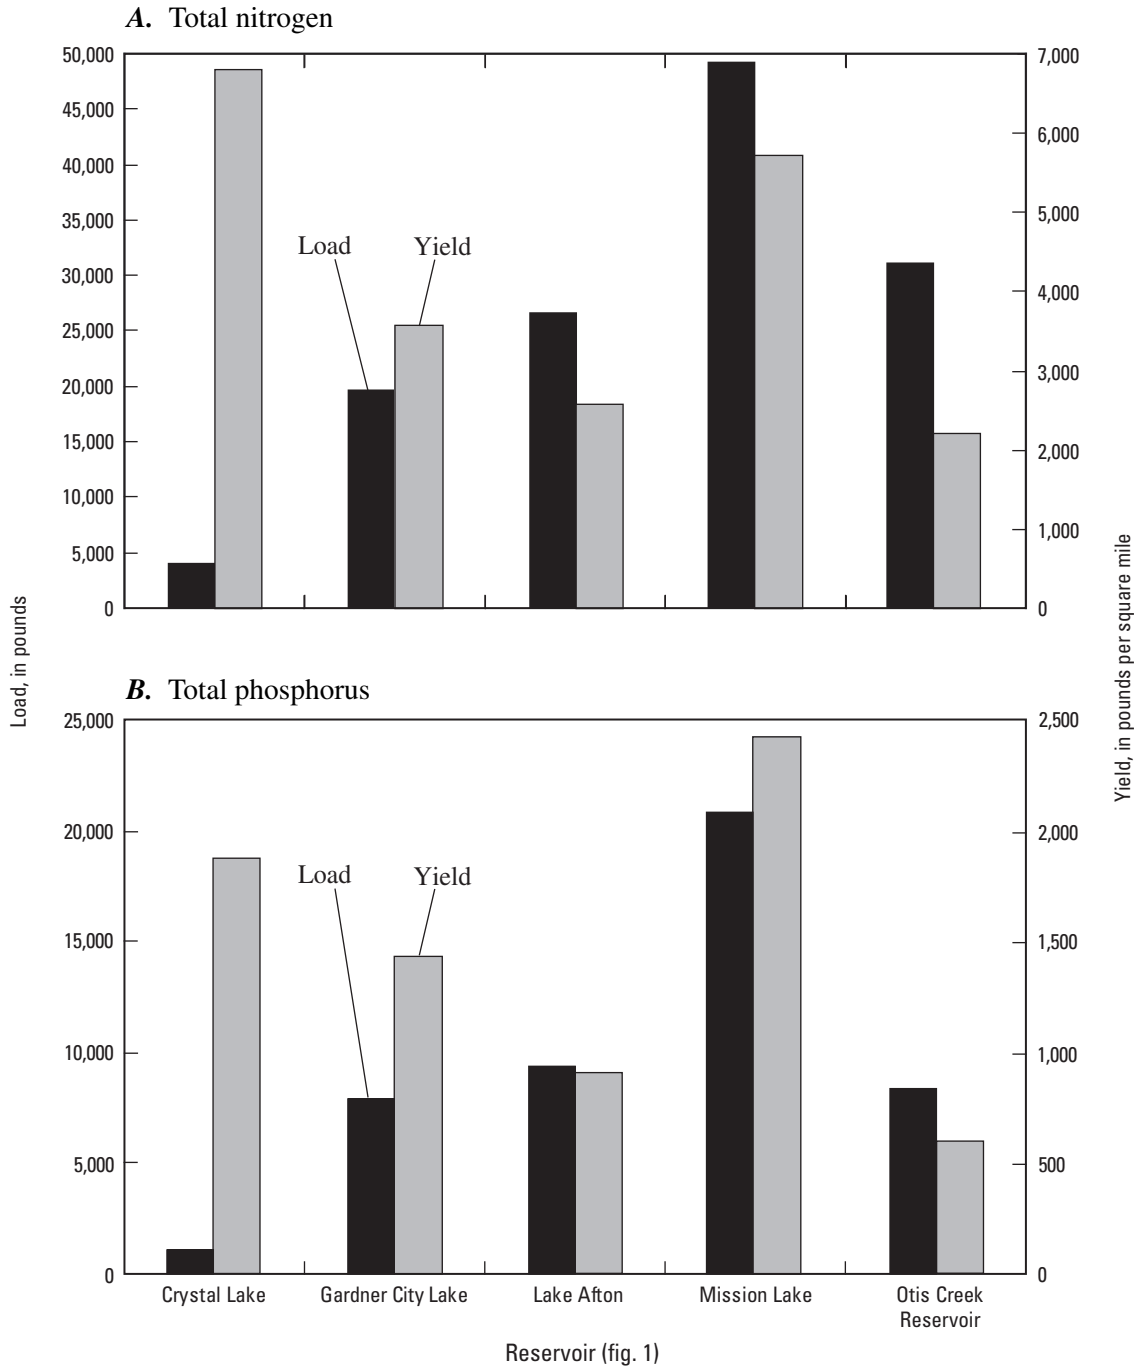 A. Total nitrogen
50,000
45,000
40,000
35,000
30,000
25,000
20,000
15,000
10,000
5,000
0
7,000
6,000
5,000
4,000
3,000
2,000
1,000
0
Load
Yield
Load, in pounds
Yield, in pounds per square mile
B. Total phosphorus
25,000
20,000
15,000
10,000
5,000
0
2,500
2,000
1,500
1,000
500
0
Load
Yield
Crystal Lake
Gardner City Lake
Lake Afton
Mission Lake
Otis Creek
Reservoir
Reservoir (fig. 1)